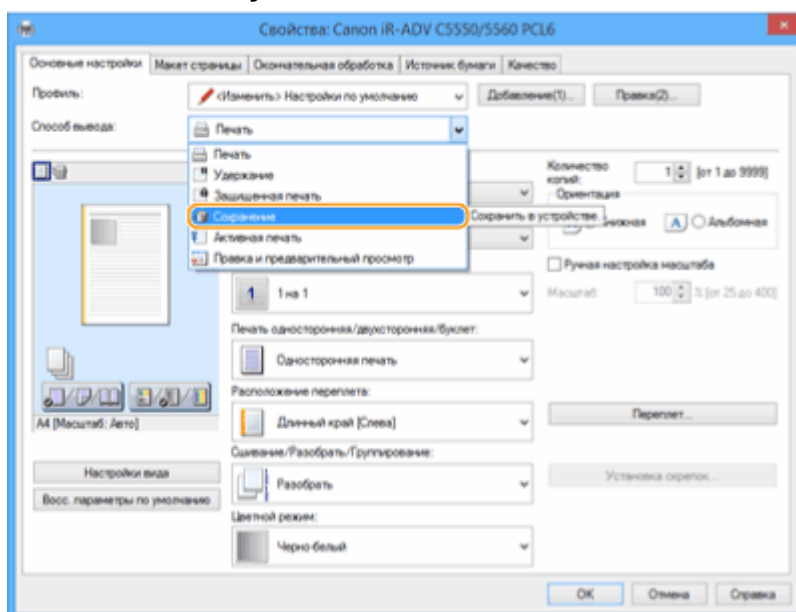 Свойства: Canon iR-ADV C5550/5560 PCL6
Основные настройки Макет страницы Окончательная обработка Источник бумаги Качество
Профиль: <Изменить> Настройки по умолчанию Добавление(1)... Правка(2)...
Способ вывода: Печать
Печать
Удержание
Защищенная печать
Сохранение
Сохранить в устройстве.
Активная печать
Правка и предварительный просмотр
Количество копий: 1 [от 1 до 9999]
Ориентация
A Альбомная
Ручная настройка масштаба
Масштаб: 100 % [от 25 до 400]
1 1 на 1
Печать односторонняя/двухсторонняя/буклет:
Односторонняя печать
Расположение переплета:
Длинный край [Слева]
Переплет...
A4 [Масштаб: Авто]
Сшивание/Разобрать/Группирование:
Разобрать
Установка скрепок...
Настройки вида
Восс. параметры по умолчанию
Цветной режим:
Черно-белый
OK Отмена Справка